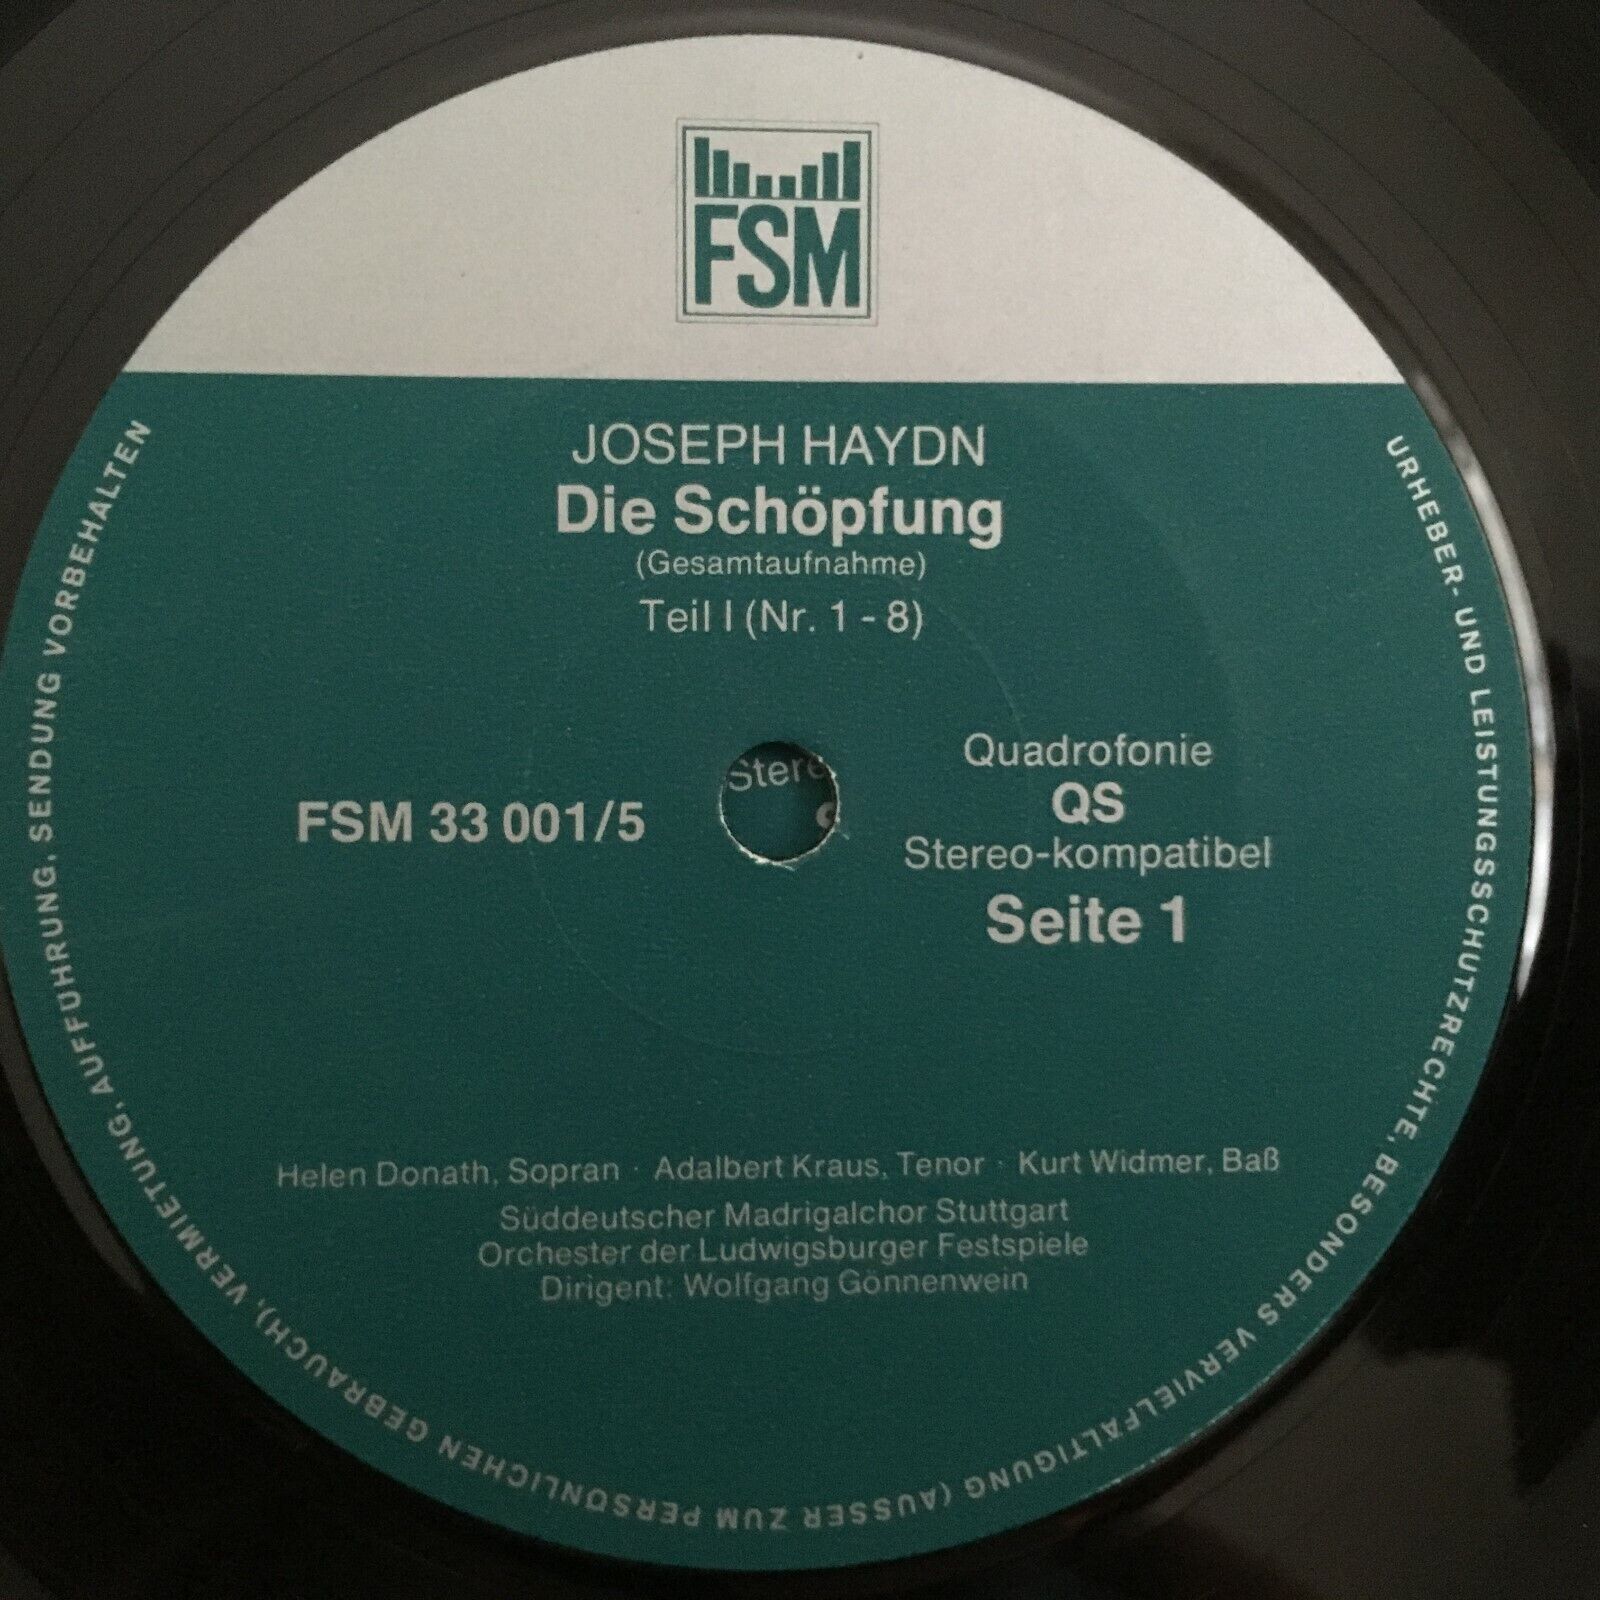 FSM
JOSEPH HAYDN
Die Schöpfung
(Gesamtaufnahme)
Teil I (Nr. 1 - 8)
FSM 33 001/5
Stere
Quadrofonie
QS
Stereo-kompatibel
Seite 1
Helen Donath, Sopran · Adalbert Kraus, Tenor · Kurt Widmer, Baß
Süddeutscher Madrigalchor Stuttgart
Orchester der Ludwigsburger Festspiele
Dirigent: Wolfgang Gönnenwein
URHEBER- UND LEISTUNGSSCHUTZRECHTE, BESONDERS VERVIELFÄLTIGUNG (AUSSER ZUM PERSÖNLICHEN GEBRAUCH), VERMIETUNG, AUFFÜHRUNG, SENDUNG VORBEHALTEN